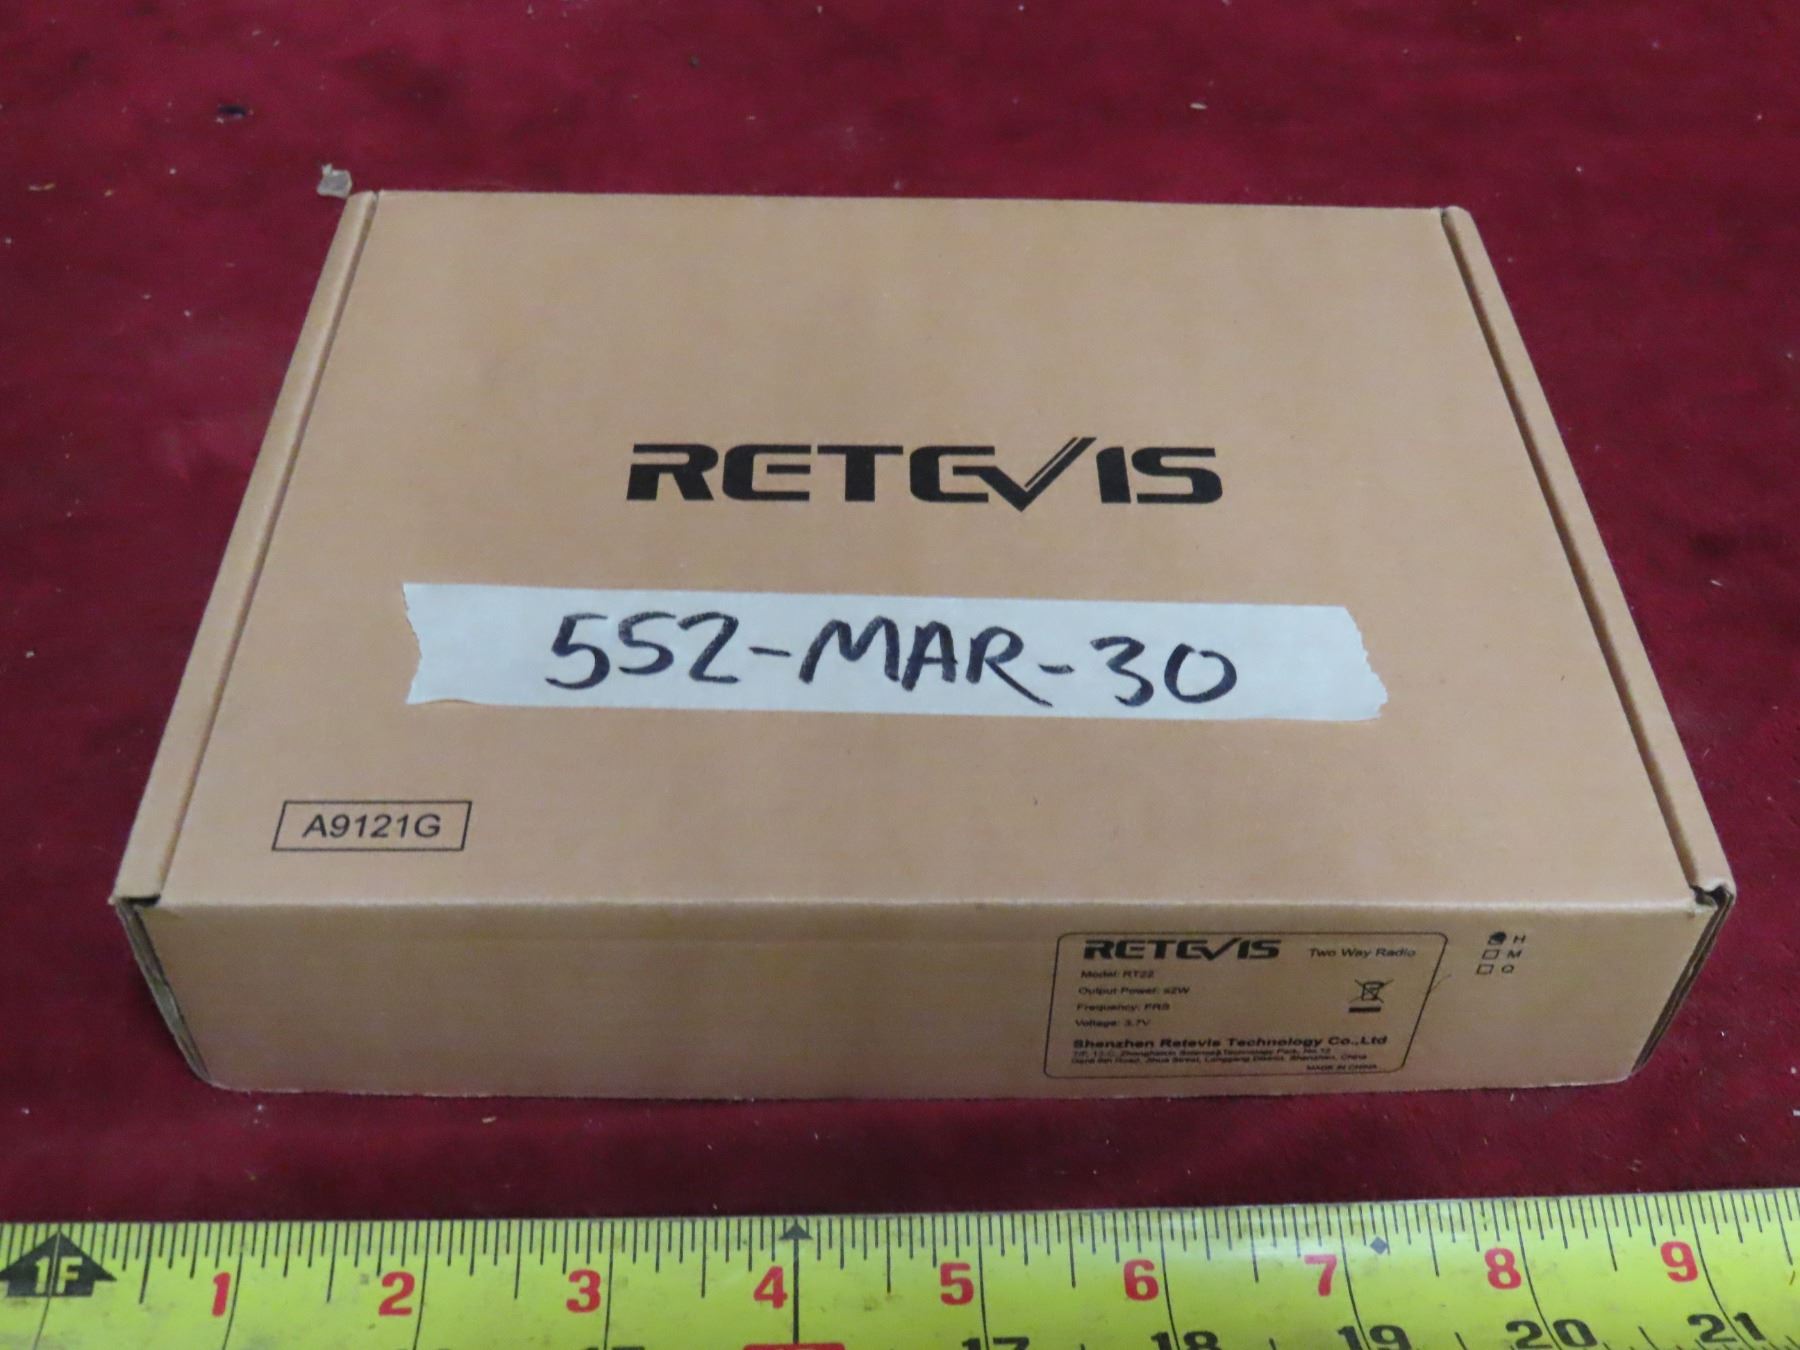 RETEVIS
552-MAR-30
A9121G
RETEVIS Two Way Radio
H
M
Q
Model: RT22
Output Power: ≤2W
Frequency: FRS
Voltage: 3.7V
Shenzhen Retevis Technology Co.,Ltd
MADE IN CHINA
1F 1 2 3 4 5 6 7 8 9
17 18 19 20 21